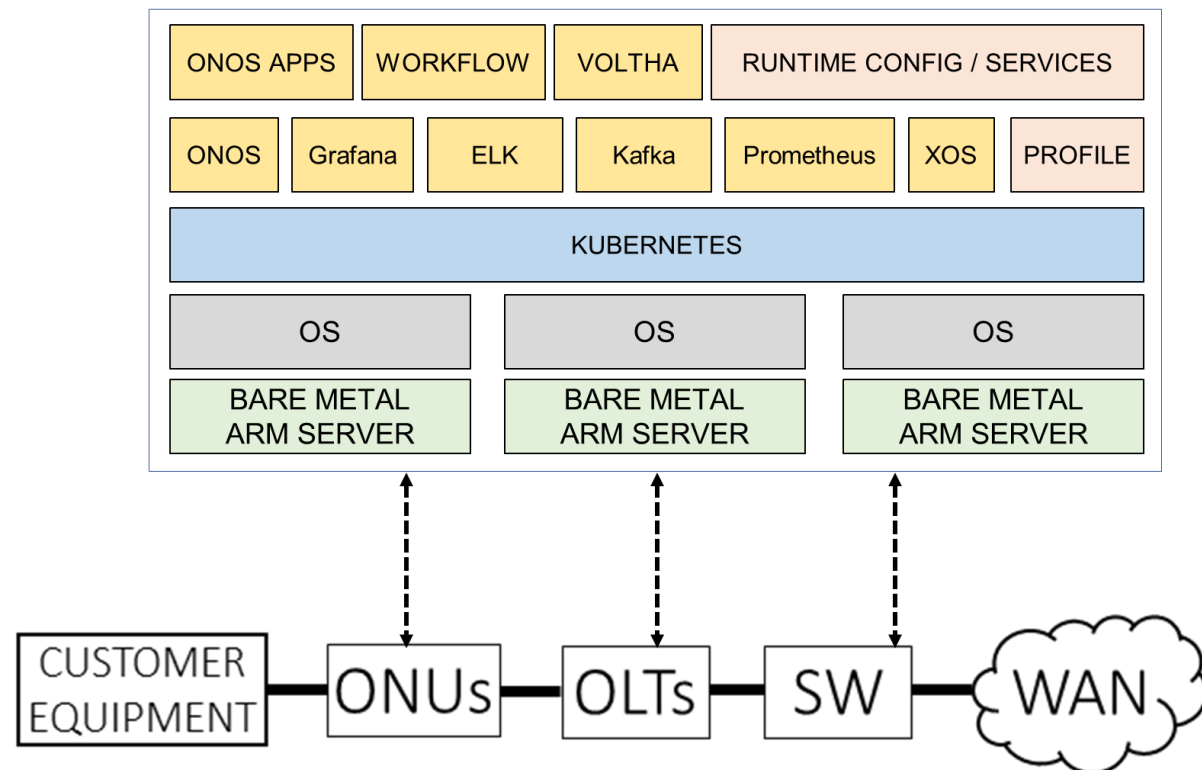 ONOS APPS
WORKFLOW
VOLTHA
RUNTIME CONFIG / SERVICES
ONOS
Grafana
ELK
Kafka
Prometheus
XOS
PROFILE
KUBERNETES
OS
OS
OS
BARE METAL
ARM SERVER
BARE METAL
ARM SERVER
BARE METAL
ARM SERVER
CUSTOMER
EQUIPMENT
ONUs
OLTs
SW
WAN